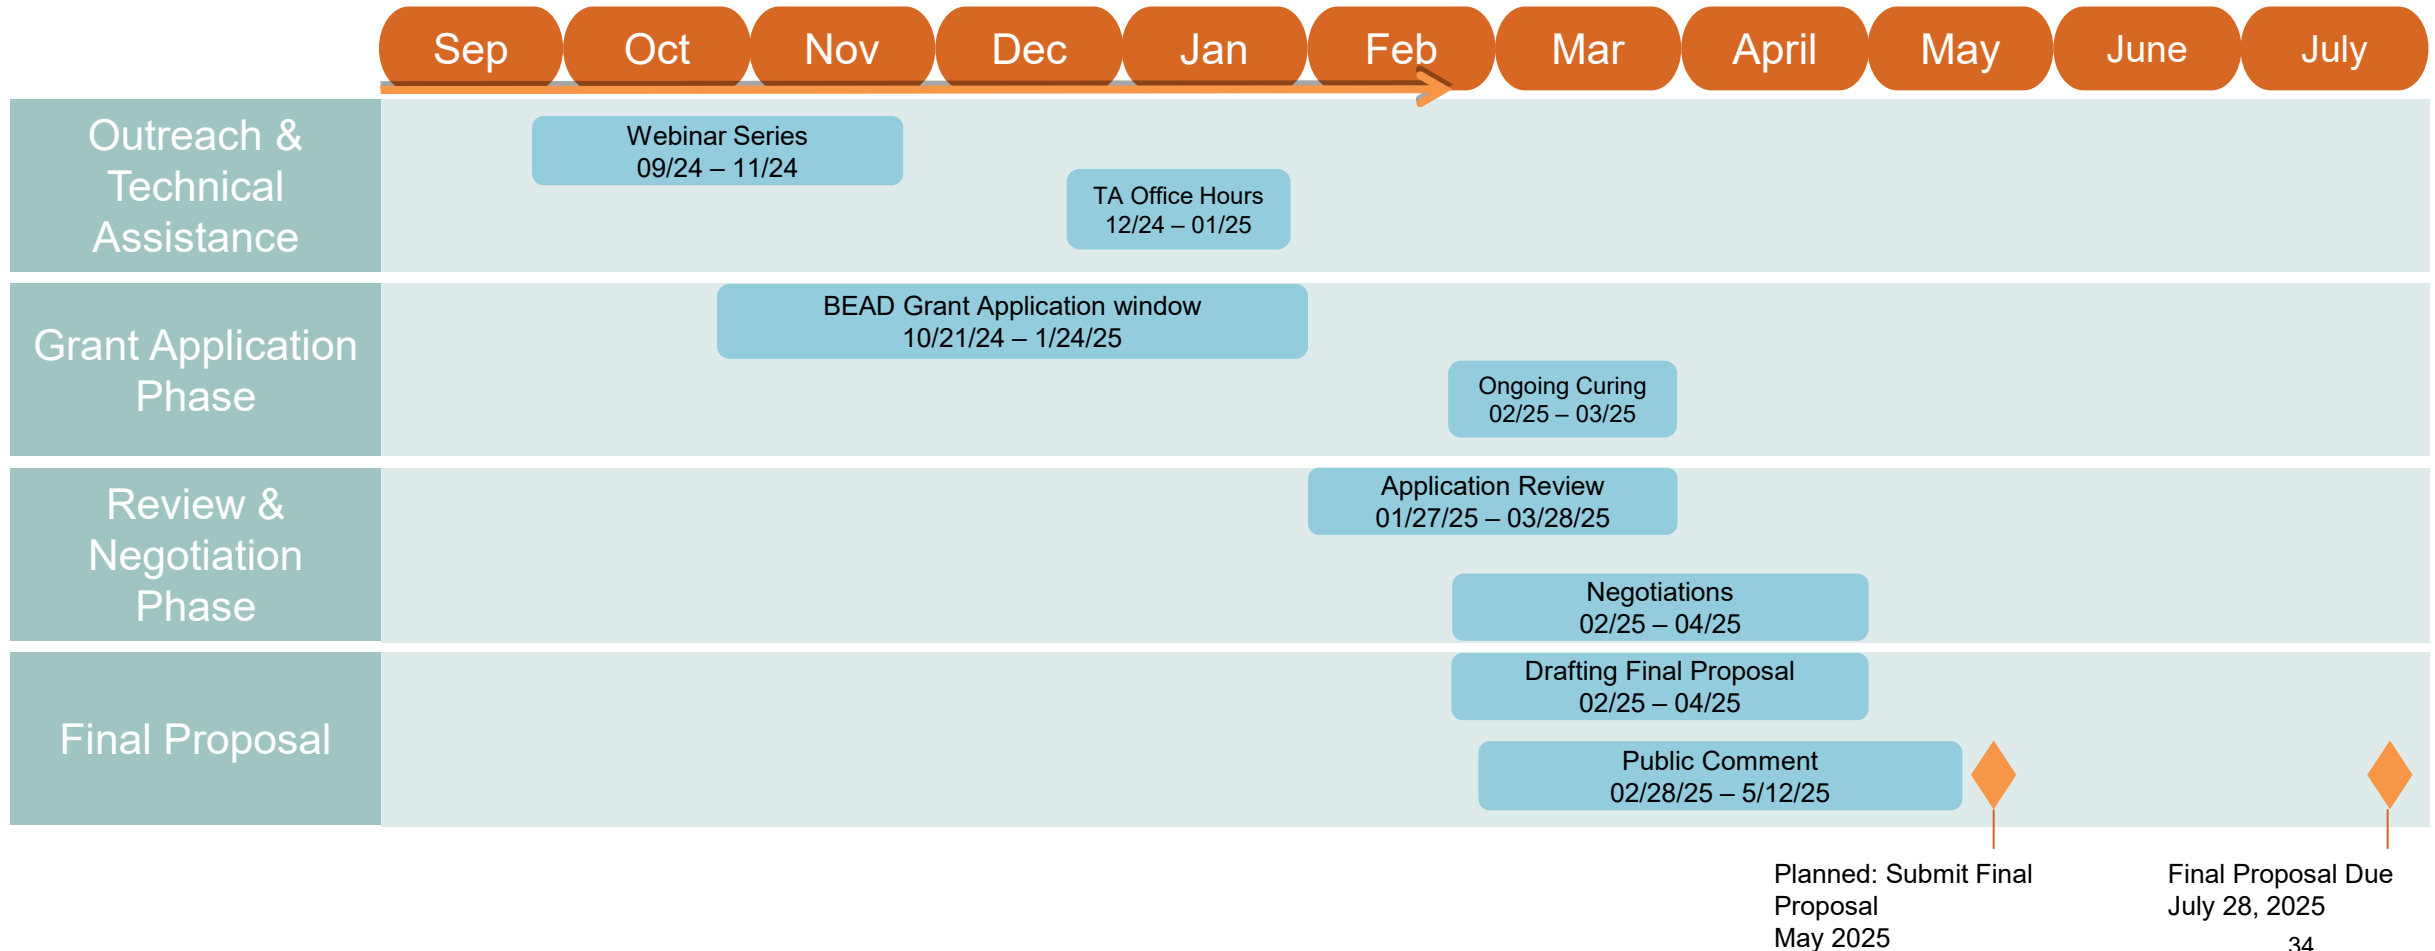 Sep Oct Nov Dec Jan Feb Mar April May June July
Outreach &
Technical
Assistance
Webinar Series
09/24 – 11/24
TA Office Hours
12/24 – 01/25
Grant Application
Phase
BEAD Grant Application window
10/21/24 – 1/24/25
Ongoing Curing
02/25 – 03/25
Review &
Negotiation
Phase
Application Review
01/27/25 – 03/28/25
Negotiations
02/25 – 04/25
Final Proposal
Drafting Final Proposal
02/25 – 04/25
Public Comment
02/28/25 – 5/12/25
Planned: Submit Final
Proposal
May 2025
Final Proposal Due
July 28, 2025
34